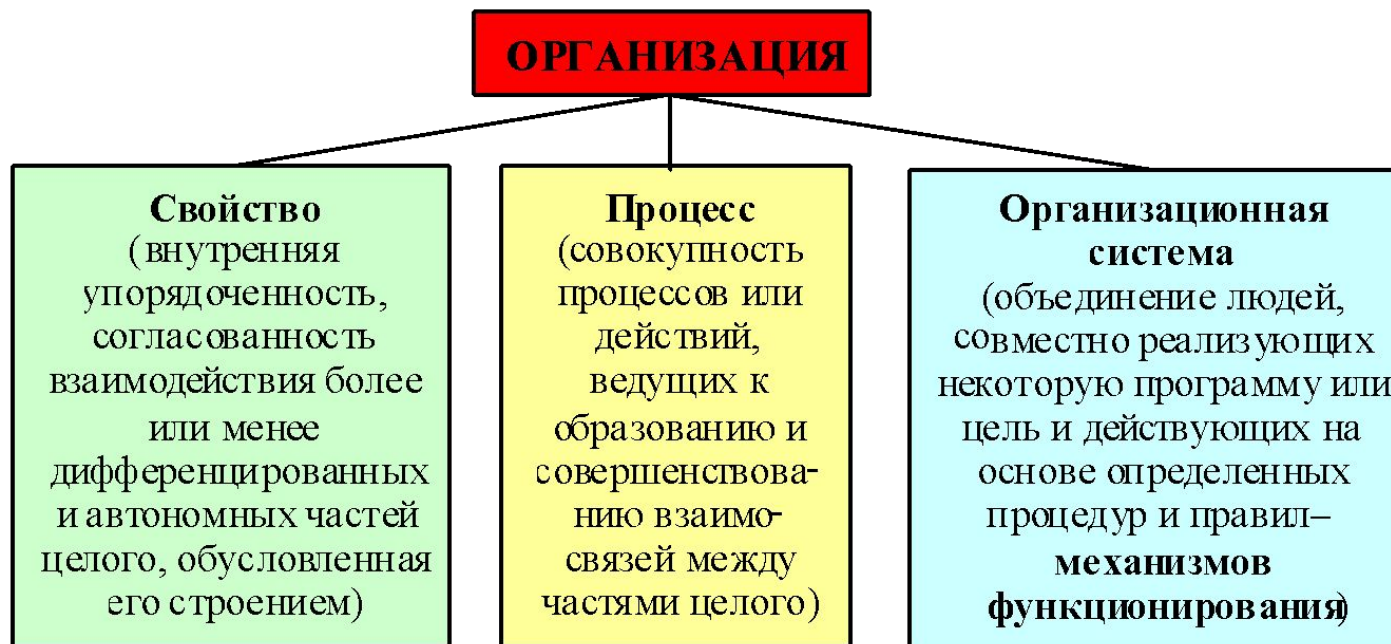 ОРГАНИЗАЦИЯ
Свойство
(внутренняя
упорядоченность,
согласованность
взаимодействия более
или менее
дифференцированных
и автономных частей
целого, обусловленная
его строением)
Процесс
(совокупность
процессов или
действий,
ведущих к
образованию и
совершенствова-
нию взаимо-
связей между
частями целого)
Организационная
система
(объединение людей,
совместно реализующих
некоторую программу или
цель и действующих на
основе определенных
процедур и правил–
механизмов
функционирования)